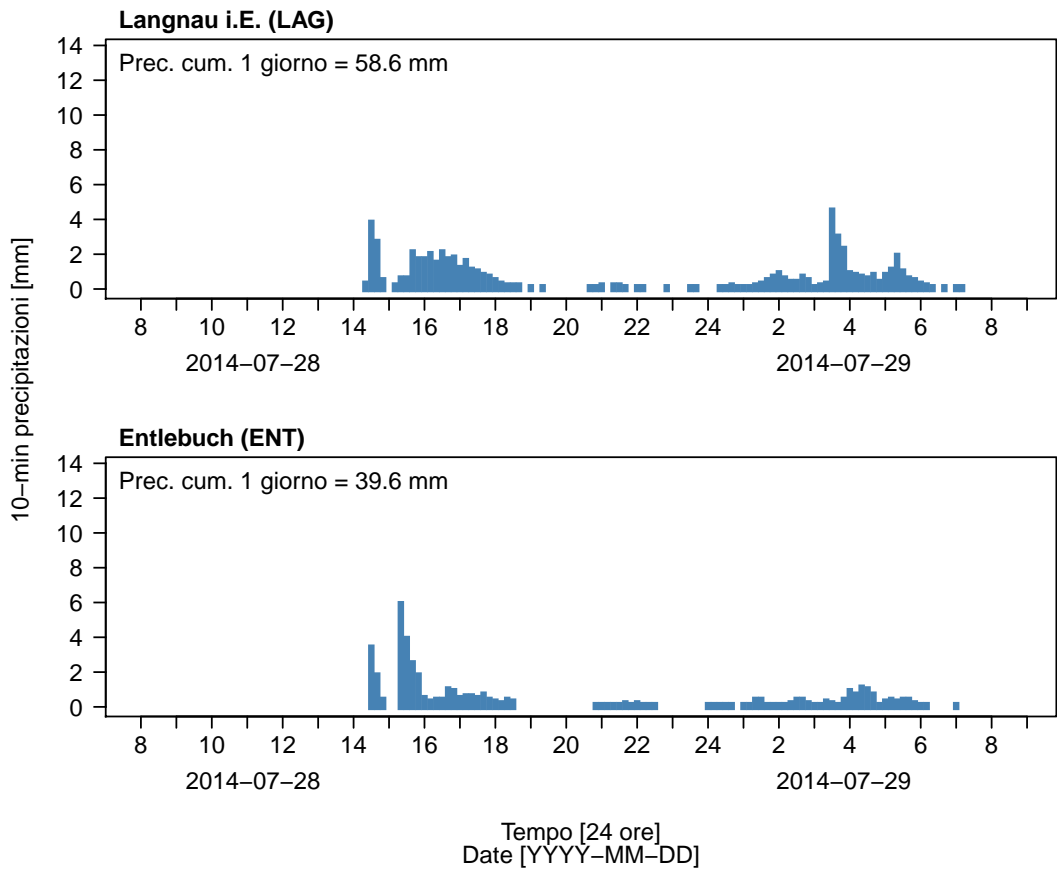 Langnau i.E. (LAG)
Prec. cum. 1 giorno = 58.6 mm
14
12
10
8
6
4
2
0
8 10 12 14 16 18 20 22 24 2 4 6 8
2014−07−28 2014−07−29
10−min precipitazioni [mm]
Entlebuch (ENT)
Prec. cum. 1 giorno = 39.6 mm
14
12
10
8
6
4
2
0
8 10 12 14 16 18 20 22 24 2 4 6 8
2014−07−28 2014−07−29
Tempo [24 ore]
Date [YYYY−MM−DD]